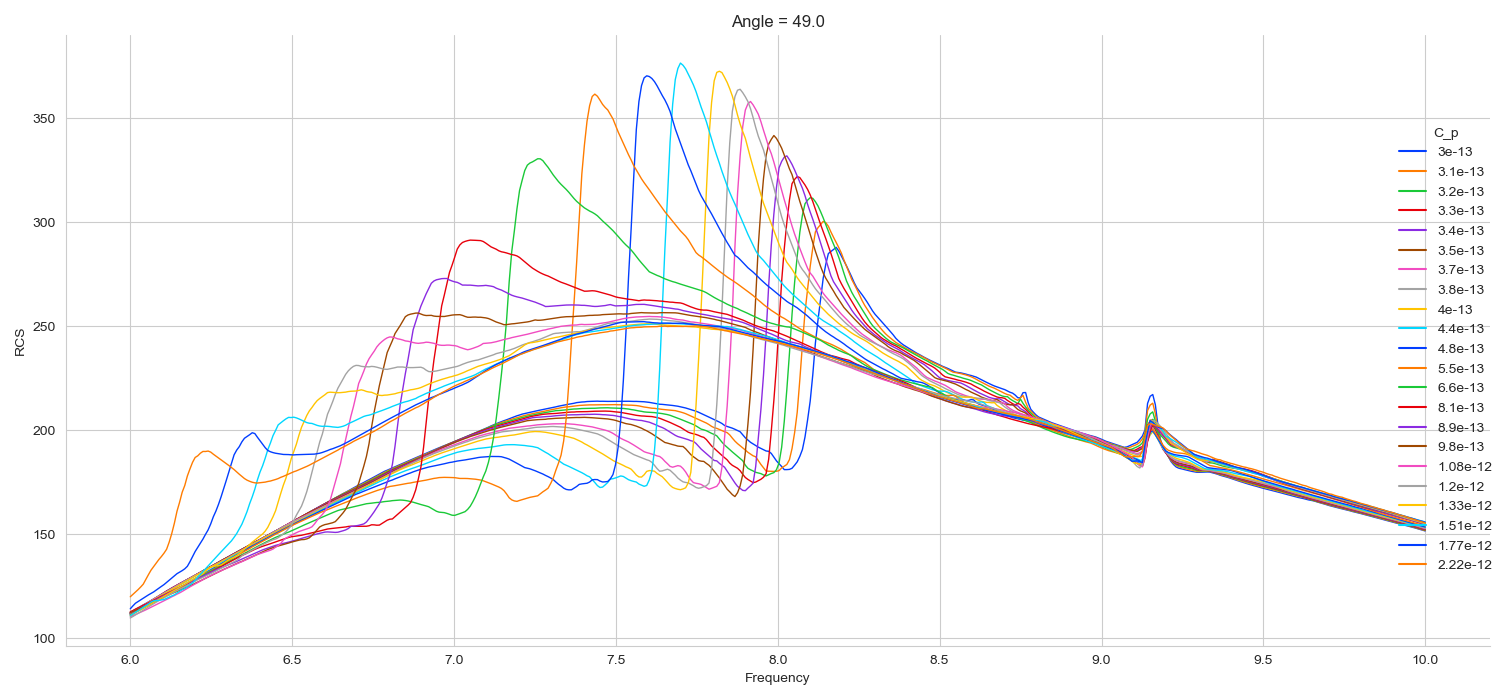 Angle = 49.0
RCS
350
300
250
200
150
100
6.0 6.5 7.0 7.5 8.0 8.5 9.0 9.5 10.0
Frequency
C_p
3e-13
3.1e-13
3.2e-13
3.3e-13
3.4e-13
3.5e-13
3.7e-13
3.8e-13
4e-13
4.4e-13
4.8e-13
5.5e-13
6.6e-13
8.1e-13
8.9e-13
9.8e-13
1.08e-12
1.2e-12
1.33e-12
1.51e-12
1.77e-12
2.22e-12